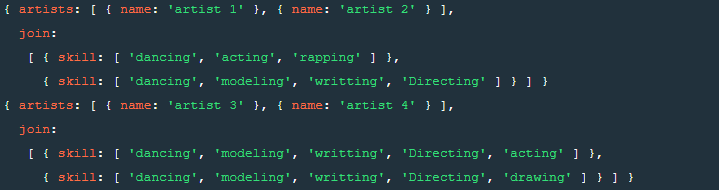 { artists: [ { name: 'artist 1' }, { name: 'artist 2' } ],
join:
[ { skill: [ 'dancing', 'acting', 'rapping' ] },
{ skill: [ 'dancing', 'modeling', 'writting', 'Directing' ] } ] }
{ artists: [ { name: 'artist 3' }, { name: 'artist 4' } ],
join:
[ { skill: [ 'dancing', 'modeling', 'writting', 'Directing', 'acting' ] },
{ skill: [ 'dancing', 'modeling', 'writting', 'Directing', 'drawing' ] } ] }